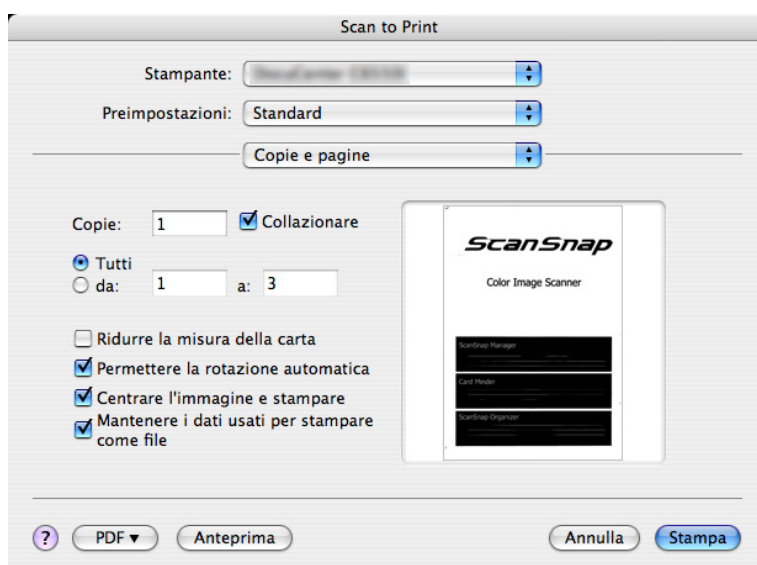 Scan to Print
Stampante:
Preimpostazioni: Standard
Copie e pagine
Copie: 1 Collazionare
Tutti
da: 1 a: 3
Ridurre la misura della carta
Permettere la rotazione automatica
Centrare l'immagine e stampare
Mantenere i dati usati per stampare
come file
ScanSnap
Color Image Scanner
ScanSnap Manager
Card Minder
ScanSnap Organizer
? PDF ▼ Anteprima Annulla Stampa